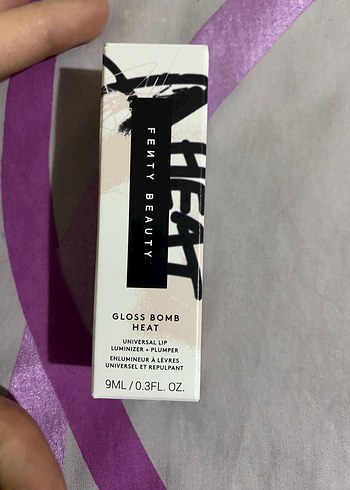 FENTY BEAUTY
HEAT
GLOSS BOMB
HEAT
UNIVERSAL LIP
LUMINIZER + PLUMPER
ENLUMINEUR À LÈVRES
UNIVERSEL ET REPULPANT
9ML / 0.3FL. OZ.